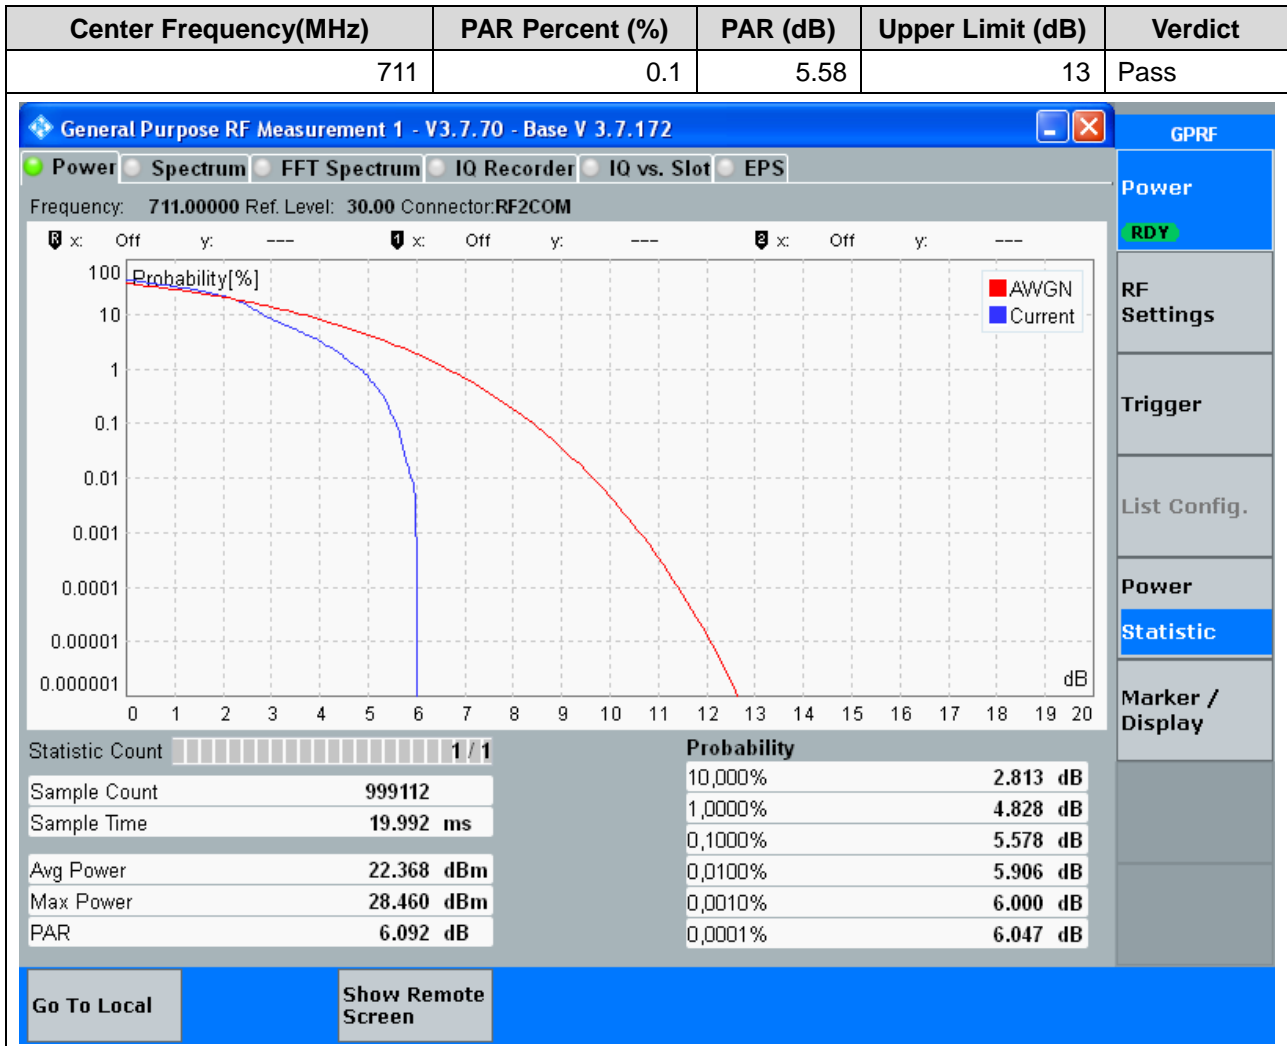 Center Frequency(MHz) PAR Percent (%) PAR (dB) Upper Limit (dB) Verdict
711 0.1 5.58 13 Pass
General Purpose RF Measurement 1 - V3.7.70 - Base V 3.7.172
GPRF
Power Spectrum FFT Spectrum IQ Recorder IQ vs. Slot EPS
Frequency: 711.00000 Ref. Level: 30.00 Connector:RF2COM
R x: Off y: --- 1 x: Off y: --- 2 x: Off y: ---
Probability[%]
AWGN
Current
100
10
1
0.1
0.01
0.001
0.0001
0.00001
0.000001
dB
0 1 2 3 4 5 6 7 8 9 10 11 12 13 14 15 16 17 18 19 20
Statistic Count 1 / 1
Sample Count 999112
Sample Time 19.992 ms
Avg Power 22.368 dBm
Max Power 28.460 dBm
PAR 6.092 dB
Probability
10,000% 2.813 dB
1,0000% 4.828 dB
0,1000% 5.578 dB
0,0100% 5.906 dB
0,0010% 6.000 dB
0,0001% 6.047 dB
Power
RDY
RF
Settings
Trigger
List Config.
Power
Statistic
Marker /
Display
Go To Local
Show Remote
Screen